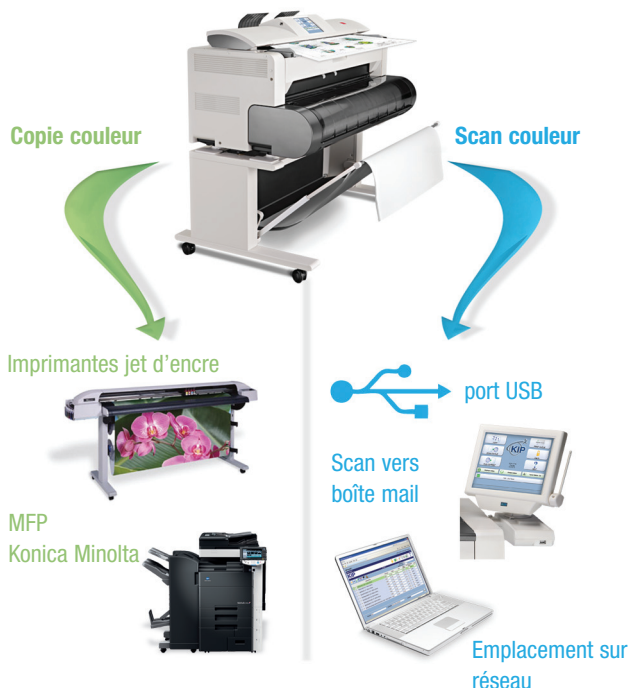 Copie couleur
Scan couleur
Imprimantes jet d'encre
MFP
Konica Minolta
port USB
Scan vers
boîte mail
KIP
Emplacement sur
réseau